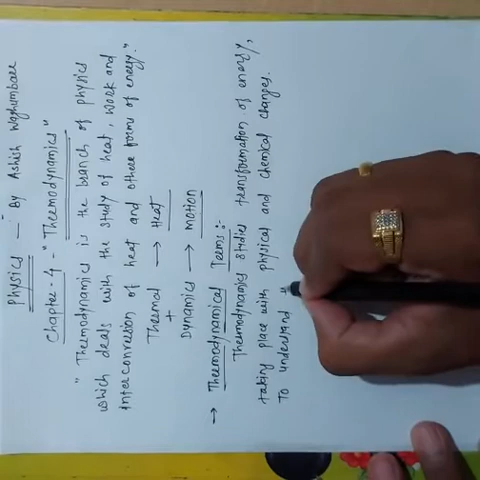 Physics - By Ashish Waghumbare
Chapter - 4 - "Thermodynamics"
"Thermodynamics is the branch of physics
which deals with the study of heat, work and
interconversion of heat and other forms of energy."
Thermal → Heat
+
Dynamics → motion
→ Thermodynamical Terms:-
Thermodynamics studies transformation of energy,
taking place with physical and chemical changes.
To understand